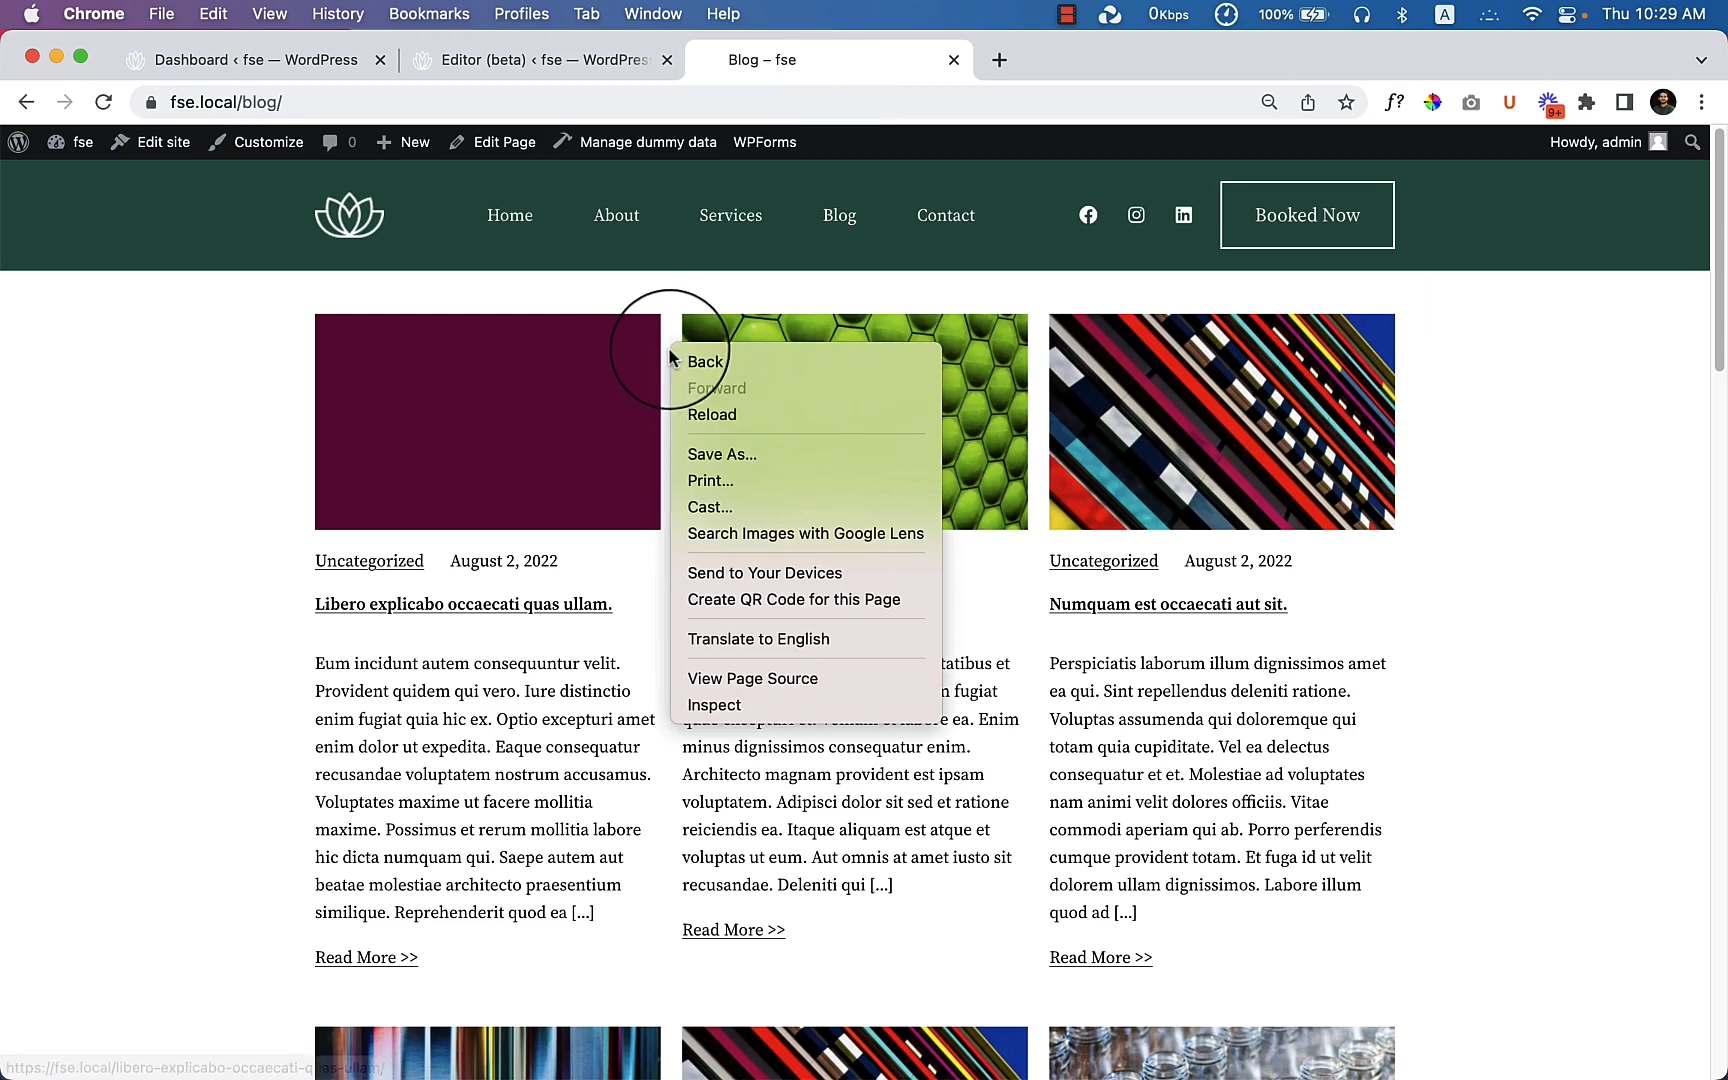 Chrome File Edit View History Bookmarks Profiles Tab Window Help 0Kbps 100% A Thu 10:29 AM
Dashboard ‹ fse — WordPress Editor (beta) ‹ fse — WordPress Blog – fse
fse.local/blog/ f? U 9+
fse Edit site Customize 0 New Edit Page Manage dummy data WPForms Howdy, admin
Home About Services Blog Contact Booked Now
Back
Forward
Reload
Save As...
Print...
Cast...
Search Images with Google Lens
Send to Your Devices
Create QR Code for this Page
Translate to English
View Page Source
Inspect
Uncategorized August 2, 2022
Libero explicabo occaecati quas ullam.
Eum incidunt autem consequuntur velit.
Provident quidem qui vero. Iure distinctio
enim fugiat quia hic ex. Optio excepturi amet
enim dolor ut expedita. Eaque consequatur
recusandae voluptatem nostrum accusamus.
Voluptates maxime ut facere mollitia
maxime. Possimus et rerum mollitia labore
hic dicta numquam qui. Saepe autem aut
beatae molestiae architecto praesentium
similique. Reprehenderit quod ea [...]
Read More >>
tatibus et
n fugiat
ea. Enim
minus dignissimos consequatur enim.
Architecto magnam provident est ipsam
voluptatem. Adipisci dolor sit sed et ratione
reiciendis ea. Itaque aliquam est atque et
voluptas ut eum. Aut omnis at amet iusto sit
recusandae. Deleniti qui [...]
Read More >>
Uncategorized August 2, 2022
Numquam est occaecati aut sit.
Perspiciatis laborum illum dignissimos amet
ea qui. Sint repellendus deleniti ratione.
Voluptas assumenda qui doloremque qui
totam quia cupiditate. Vel ea delectus
consequatur et et. Molestiae ad voluptates
nam animi velit dolores officiis. Vitae
commodi aperiam qui ab. Porro perferendis
cumque provident totam. Et fuga id ut velit
dolorem ullam dignissimos. Labore illum
quod ad [...]
Read More >>
https://fse.local/libero-explicabo-occaecati-quas-ullam/